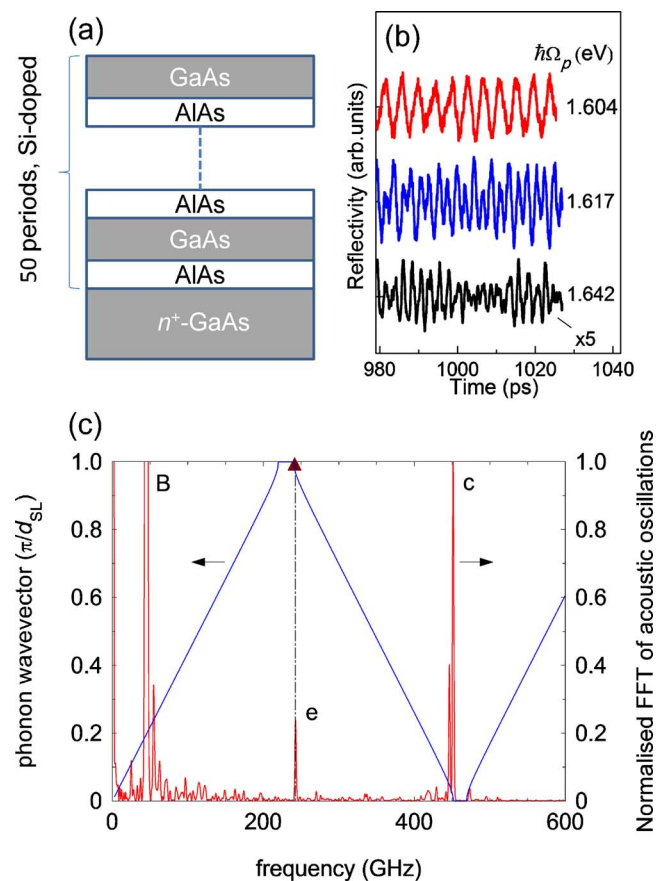 (a)
50 periods, Si-doped
GaAs
AlAs
AlAs
GaAs
AlAs
n⁺-GaAs
(b)
ℏΩp (eV)
Reflectivity (arb.units)
1.604
1.617
1.642
x5
980 1000 1020 1040
Time (ps)
(c)
phonon wavevector (π/dSL)
1.0
0.8
0.6
0.4
0.2
0
B
e
c
1.0
0.8
0.6
0.4
0.2
0
Normalised FFT of acoustic oscillations
0 200 400 600
frequency (GHz)